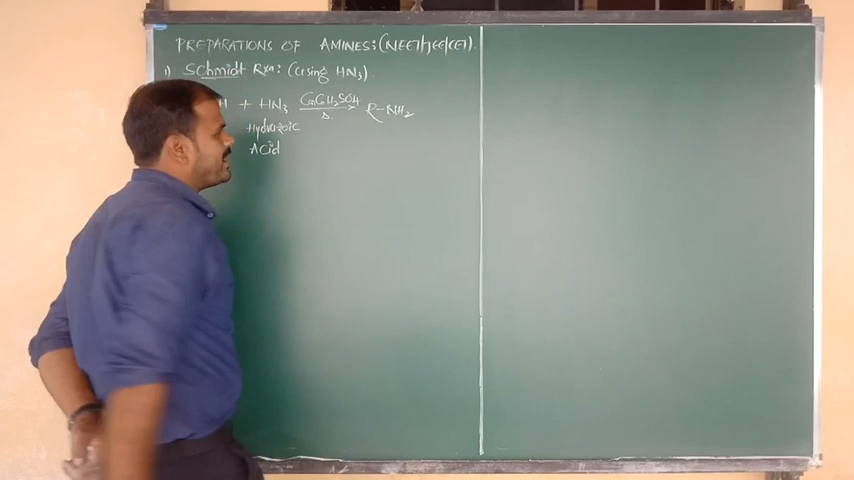 PREPARATIONS OF AMINES: (NEET/JEE/CET).
1) SChmidt Rxn: (Using HN3)
H + HN3 ConC H2SO4 R-NH2
Hydrazoic Δ
Acid